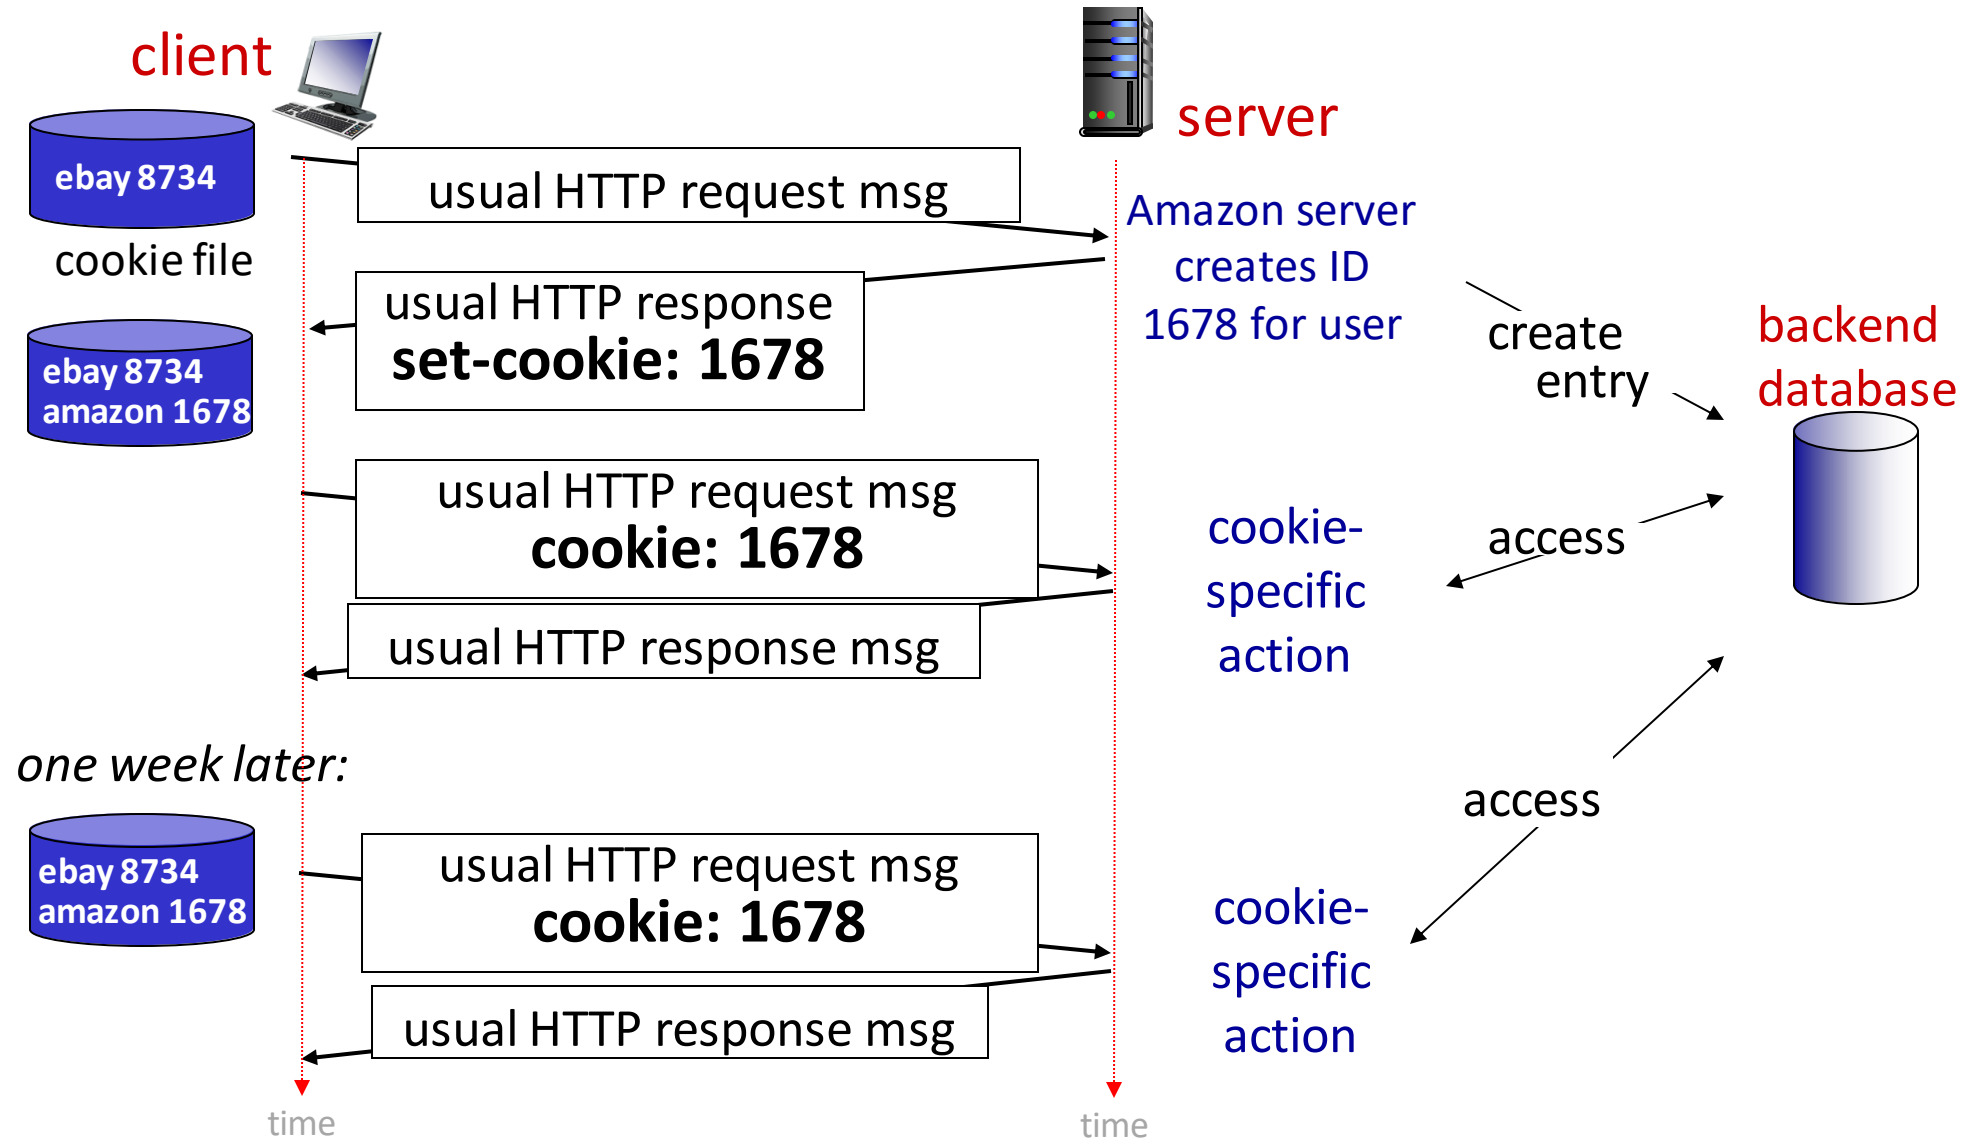 client
server
ebay 8734
cookie file
usual HTTP request msg
Amazon server
creates ID
1678 for user
usual HTTP response
set-cookie: 1678
create
entry
backend
database
ebay 8734
amazon 1678
usual HTTP request msg
cookie: 1678
cookie-
specific
action
access
usual HTTP response msg
one week later:
access
ebay 8734
amazon 1678
usual HTTP request msg
cookie: 1678
cookie-
specific
action
usual HTTP response msg
time
time